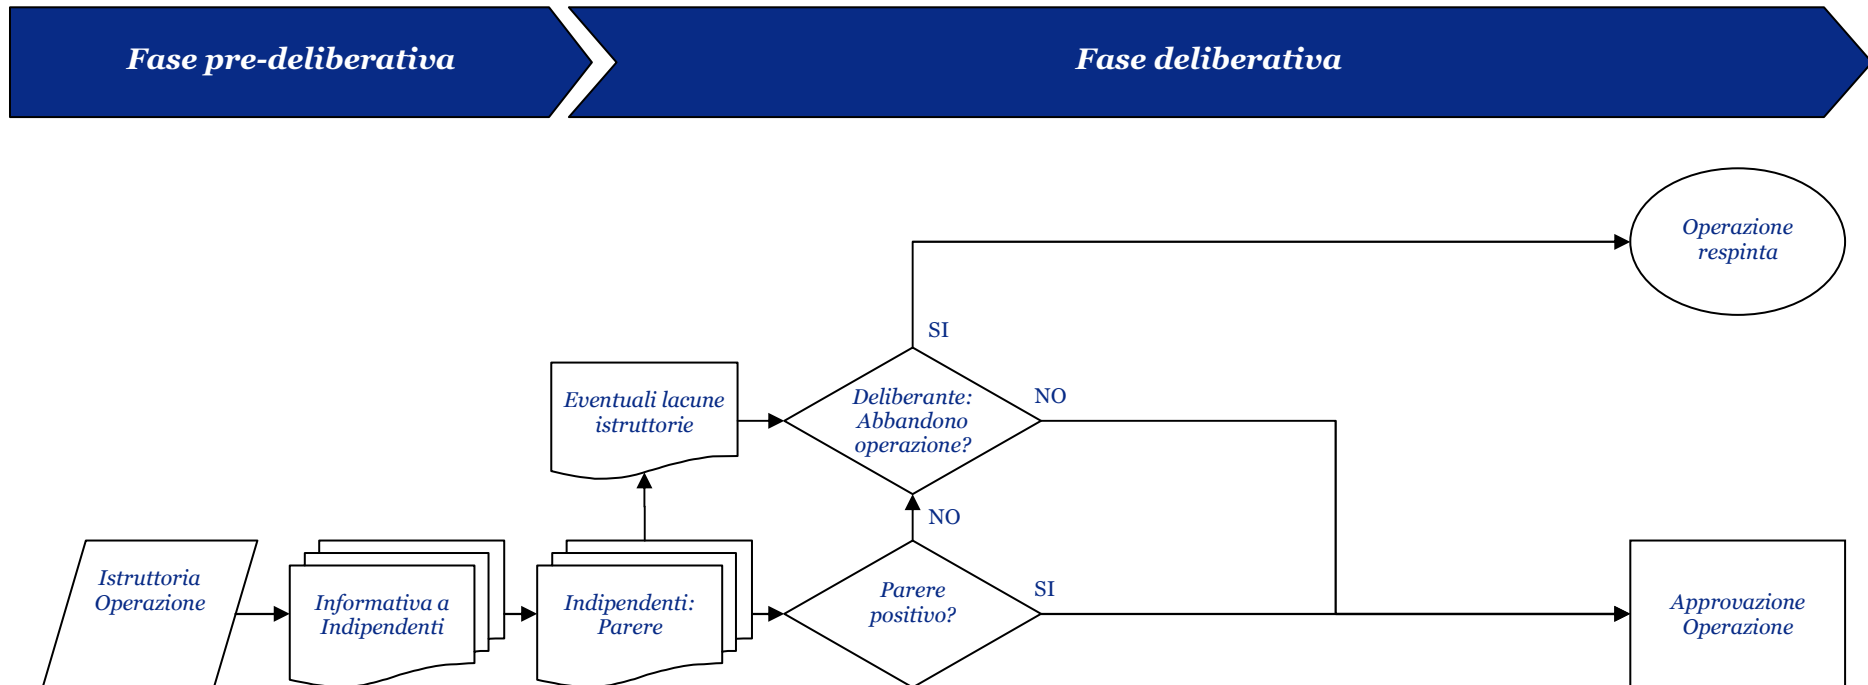 Fase pre-deliberativa
Fase deliberativa
Operazione
respinta
SI
Eventuali lacune
istruttorie
Deliberante:
Abbandono
operazione?
NO
NO
Istruttoria
Operazione
Informativa a
Indipendenti
Indipendenti:
Parere
Parere
positivo?
SI
Approvazione
Operazione